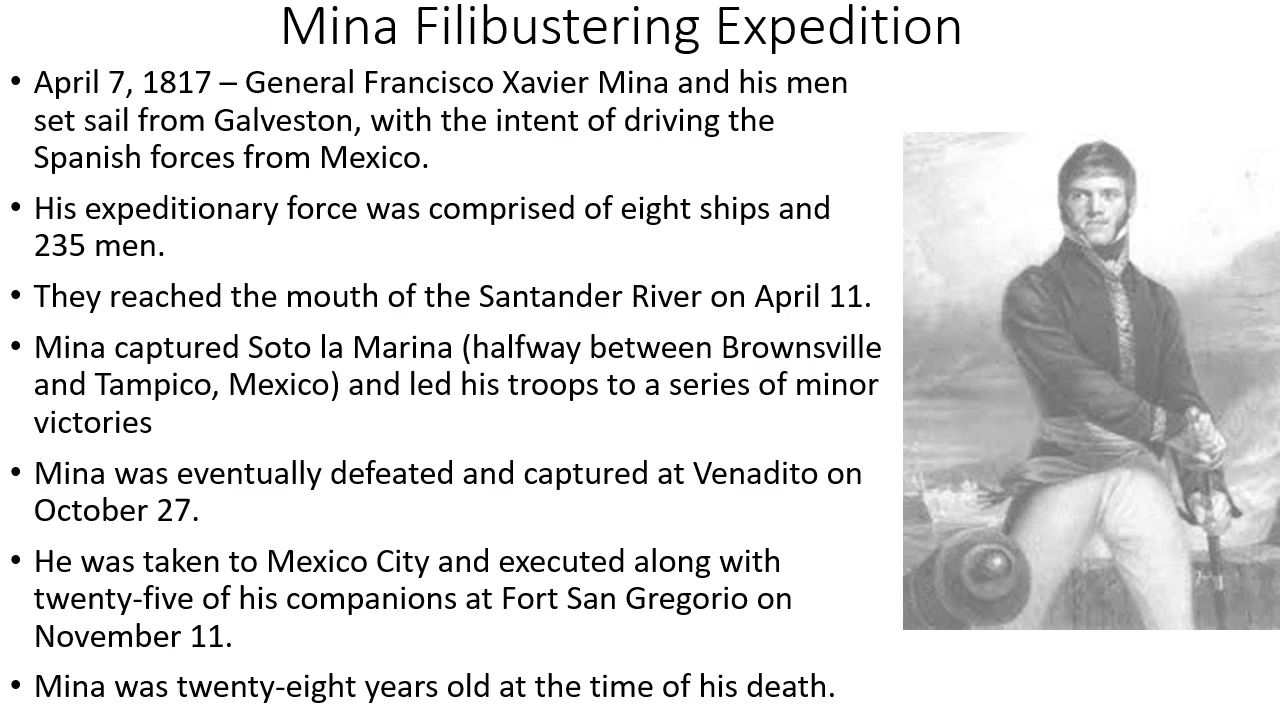 Mina Filibustering Expedition
• April 7, 1817 – General Francisco Xavier Mina and his men
set sail from Galveston, with the intent of driving the
Spanish forces from Mexico.
• His expeditionary force was comprised of eight ships and
235 men.
• They reached the mouth of the Santander River on April 11.
• Mina captured Soto la Marina (halfway between Brownsville
and Tampico, Mexico) and led his troops to a series of minor
victories
• Mina was eventually defeated and captured at Venadito on
October 27.
• He was taken to Mexico City and executed along with
twenty-five of his companions at Fort San Gregorio on
November 11.
• Mina was twenty-eight years old at the time of his death.